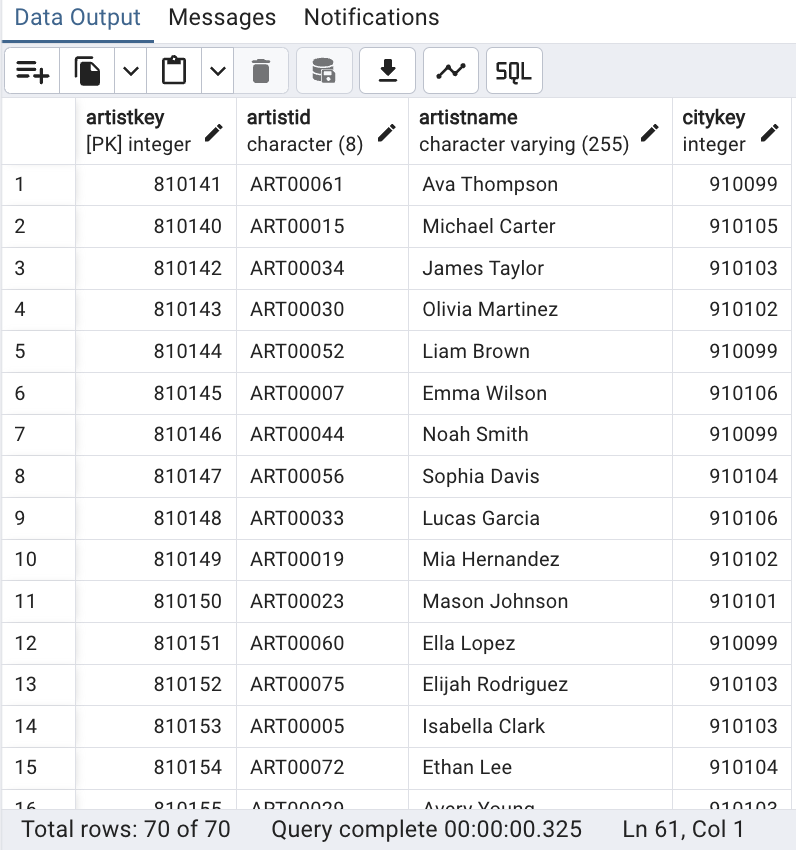 Data Output Messages Notifications
SQL
artistkey artistid artistname citykey
[PK] integer character (8) character varying (255) integer
1 810141 ART00061 Ava Thompson 910099
2 810140 ART00015 Michael Carter 910105
3 810142 ART00034 James Taylor 910103
4 810143 ART00030 Olivia Martinez 910102
5 810144 ART00052 Liam Brown 910099
6 810145 ART00007 Emma Wilson 910106
7 810146 ART00044 Noah Smith 910099
8 810147 ART00056 Sophia Davis 910104
9 810148 ART00033 Lucas Garcia 910106
10 810149 ART00019 Mia Hernandez 910102
11 810150 ART00023 Mason Johnson 910101
12 810151 ART00060 Ella Lopez 910099
13 810152 ART00075 Elijah Rodriguez 910103
14 810153 ART00005 Isabella Clark 910103
15 810154 ART00072 Ethan Lee 910104
16 810155 Avery Young 910103
Total rows: 70 of 70 Query complete 00:00:00.325 Ln 61, Col 1